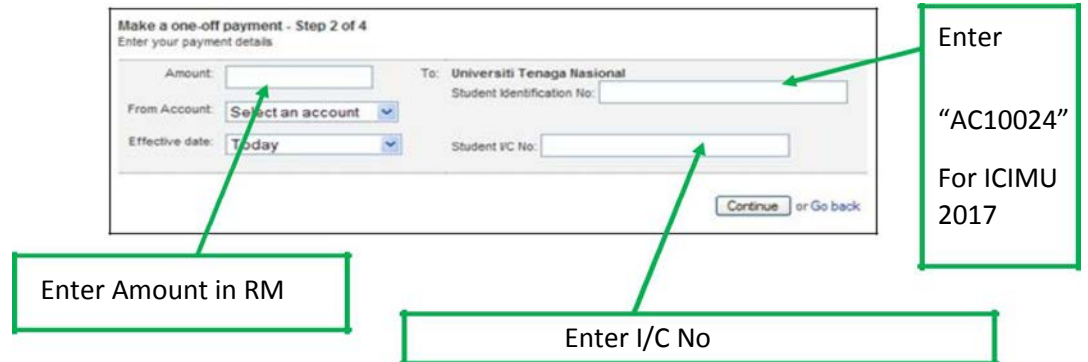 Make a one-off payment - Step 2 of 4
Enter your payment details
Amount:
From Account: Select an account
Effective date: Today
To: Universiti Tenaga Nasional
Student Identification No:
Student I/C No:
Continue or Go back
Enter
“AC10024”
For ICIMU
2017
Enter Amount in RM
Enter I/C No